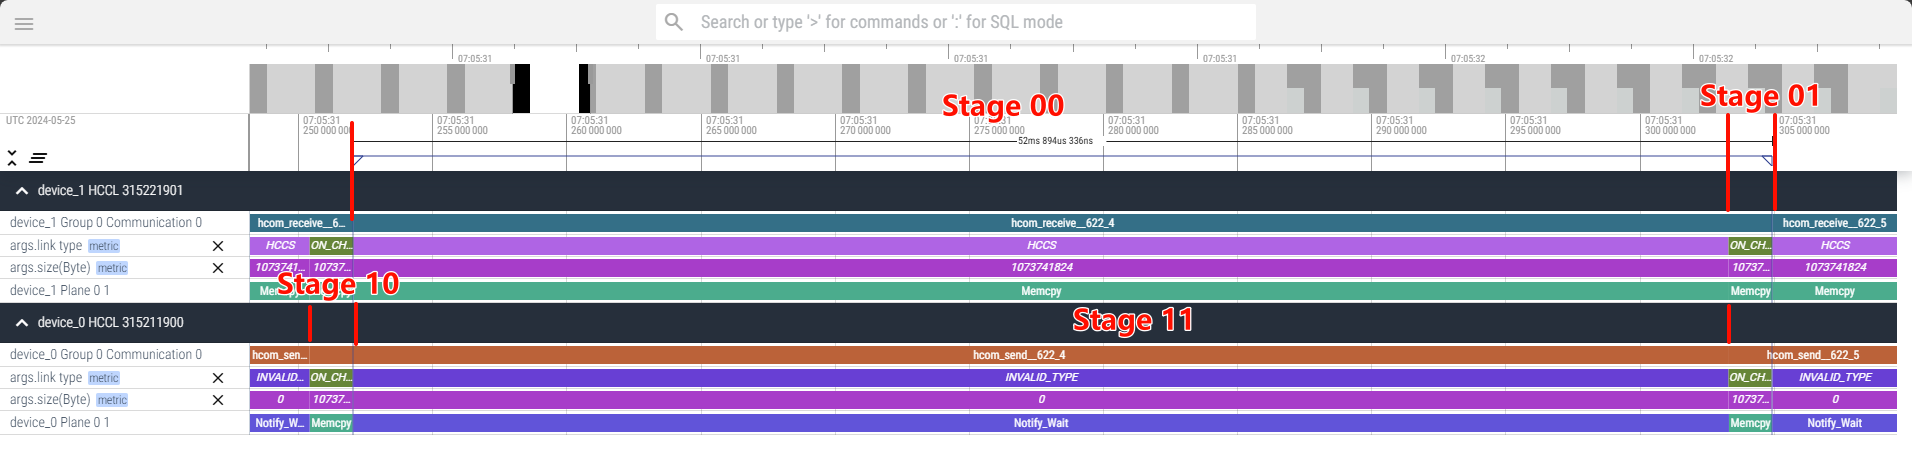 Search or type '>' for commands or ':' for SQL mode
07:05:31 07:05:31 07:05:31 07:05:31 07:05:32 07:05:32
Stage 00 Stage 01
UTC 2024-05-25
07:05:31 07:05:31 07:05:31 07:05:31 07:05:31 07:05:31 07:05:31 07:05:31 07:05:31 07:05:31 07:05:31 07:05:31
250 000 000 255 000 000 260 000 000 265 000 000 270 000 000 275 000 000 280 000 000 285 000 000 290 000 000 295 000 000 300 000 000 305 000 000
52ms 894us 336ns
device_1 HCCL 315221901
device_1 Group 0 Communication 0 hcom_receive__6... hcom_receive__622_4 hcom_receive__622_5
args.link type metric HCCS ON_CH... HCCS ON_CH... HCCS
args.size(Byte) metric 1073741... 10737... 1073741824 10737... 1073741824
Stage 10
device_1 Plane 0 1 Memcpy Memcpy Memcpy
device_0 HCCL 315211900 Stage 11
device_0 Group 0 Communication 0 hcom_sen... hcom_send__622_4 hcom_send__622_5
args.link type metric INVALID... ON_CH... INVALID_TYPE ON_CH... INVALID_TYPE
args.size(Byte) metric 0 10737... 0 10737... 0
device_0 Plane 0 1 Notify_W... Memcpy Notify_Wait Memcpy Notify_Wait